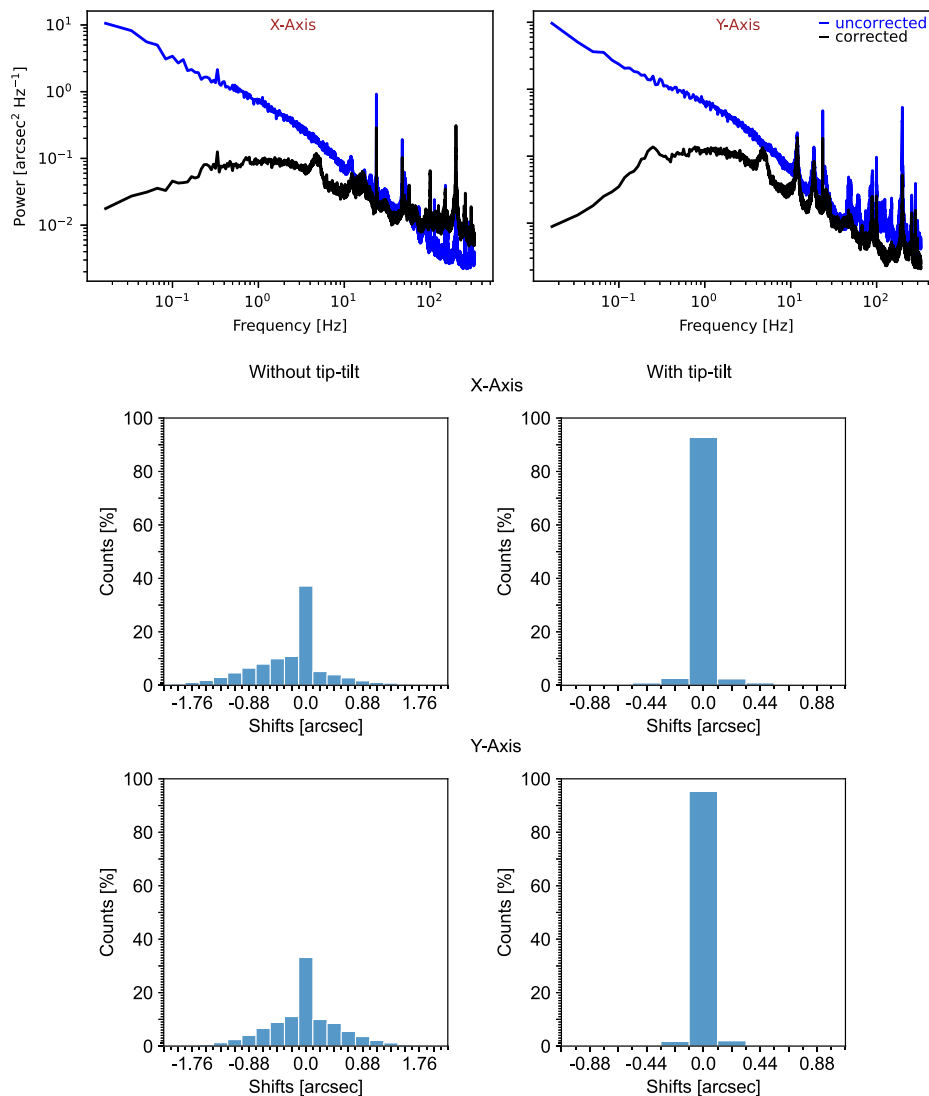 X-Axis
Y-Axis
uncorrected
corrected
Power [arcsec² Hz⁻¹]
10¹
10⁰
10⁻¹
10⁻²
10⁻¹ 10⁰ 10¹ 10² 10⁻¹ 10⁰ 10¹ 10²
Frequency [Hz] Frequency [Hz]
Without tip-tilt With tip-tilt
X-Axis
Counts [%]
100
80
60
40
20
0
-1.76 -0.88 0.0 0.88 1.76
Shifts [arcsec]
Counts [%]
100
80
60
40
20
0
-0.88 -0.44 0.0 0.44 0.88
Shifts [arcsec]
Y-Axis
Counts [%]
100
80
60
40
20
0
-1.76 -0.88 0.0 0.88 1.76
Shifts [arcsec]
Counts [%]
100
80
60
40
20
0
-0.88 -0.44 0.0 0.44 0.88
Shifts [arcsec]